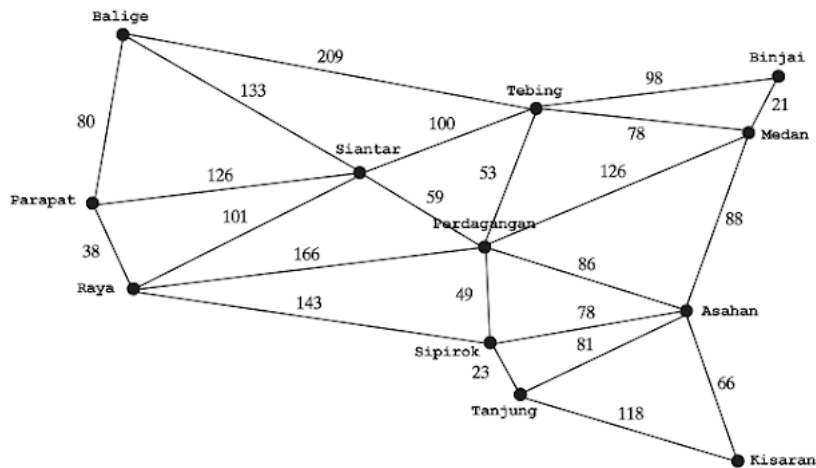 Balige
Binjai
209
98
Tebing
21
133
78
Medan
100
80
Siantar
126
53
126
59
Parapat
101
Perdagangan
88
38
166
86
Raya
49
143
78
Asahan
Sipirok
81
23
66
Tanjung
118
Kisaran